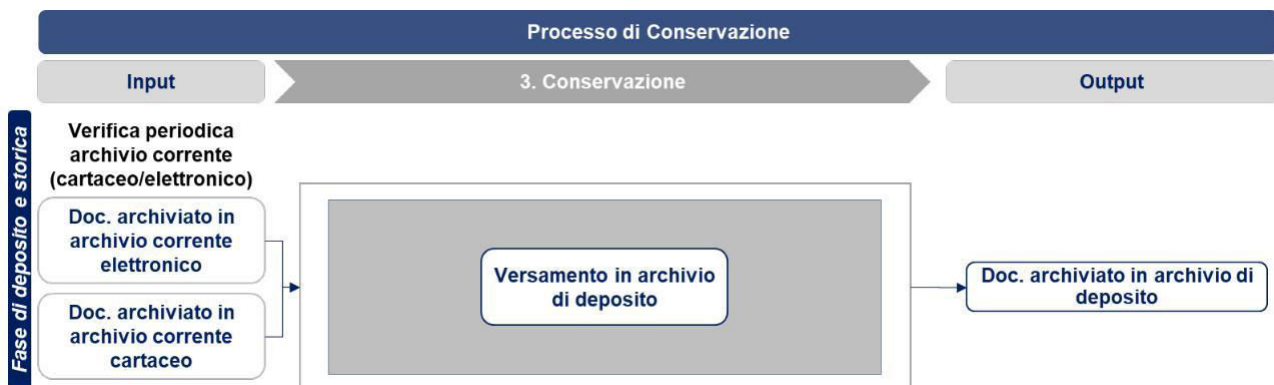 Processo di Conservazione
Input
3. Conservazione
Output
Fase di deposito e storica
Verifica periodica
archivio corrente
(cartaceo/elettronico)
Doc. archiviato in
archivio corrente
elettronico
Doc. archiviato in
archivio corrente
cartaceo
Versamento in archivio
di deposito
Doc. archiviato in archivio di
deposito